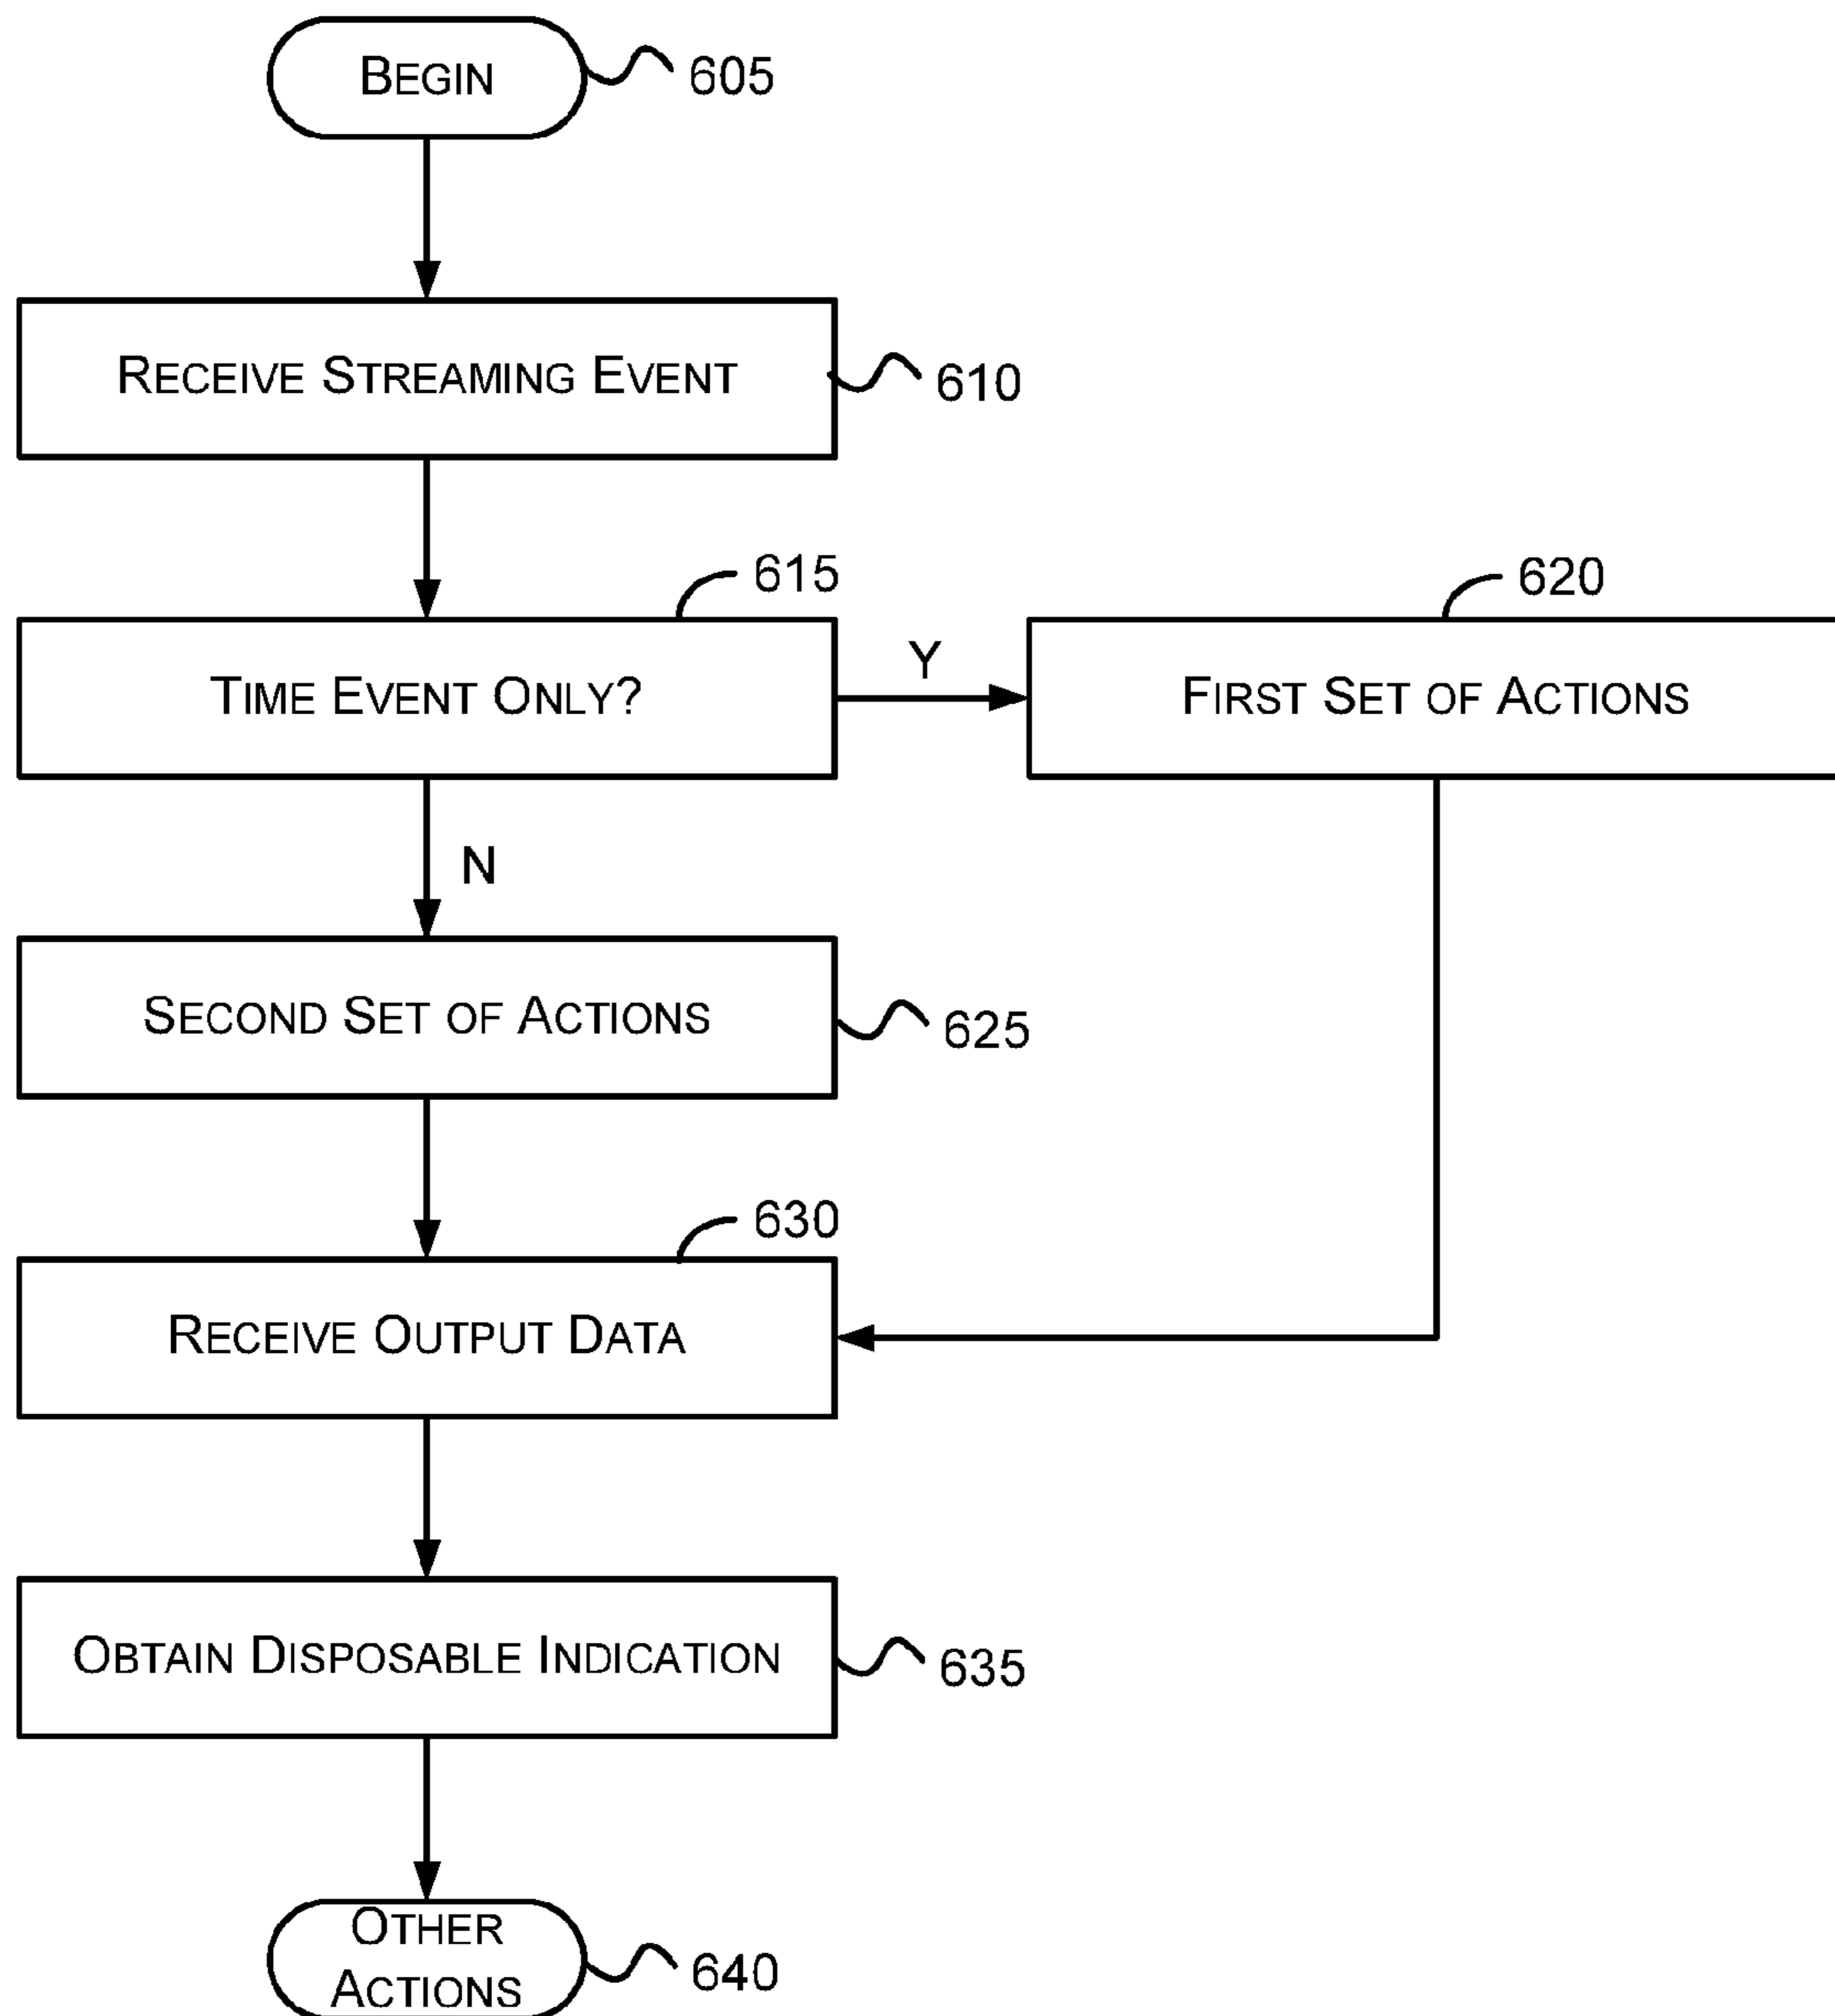 BEGIN
605
RECEIVE STREAMING EVENT
610
615
620
TIME EVENT ONLY?
Y
FIRST SET OF ACTIONS
N
SECOND SET OF ACTIONS
625
630
RECEIVE OUTPUT DATA
OBTAIN DISPOSABLE INDICATION
635
OTHER
ACTIONS
640